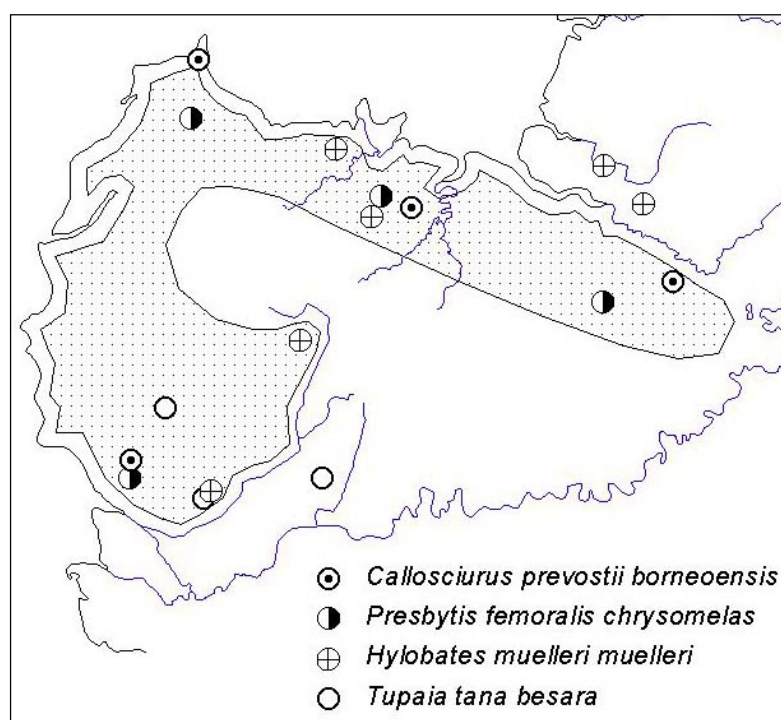 Callosciurus prevostii borneoensis
Presbytis femoralis chrysomelas
Hylobates muelleri muelleri
Tupaia tana besara